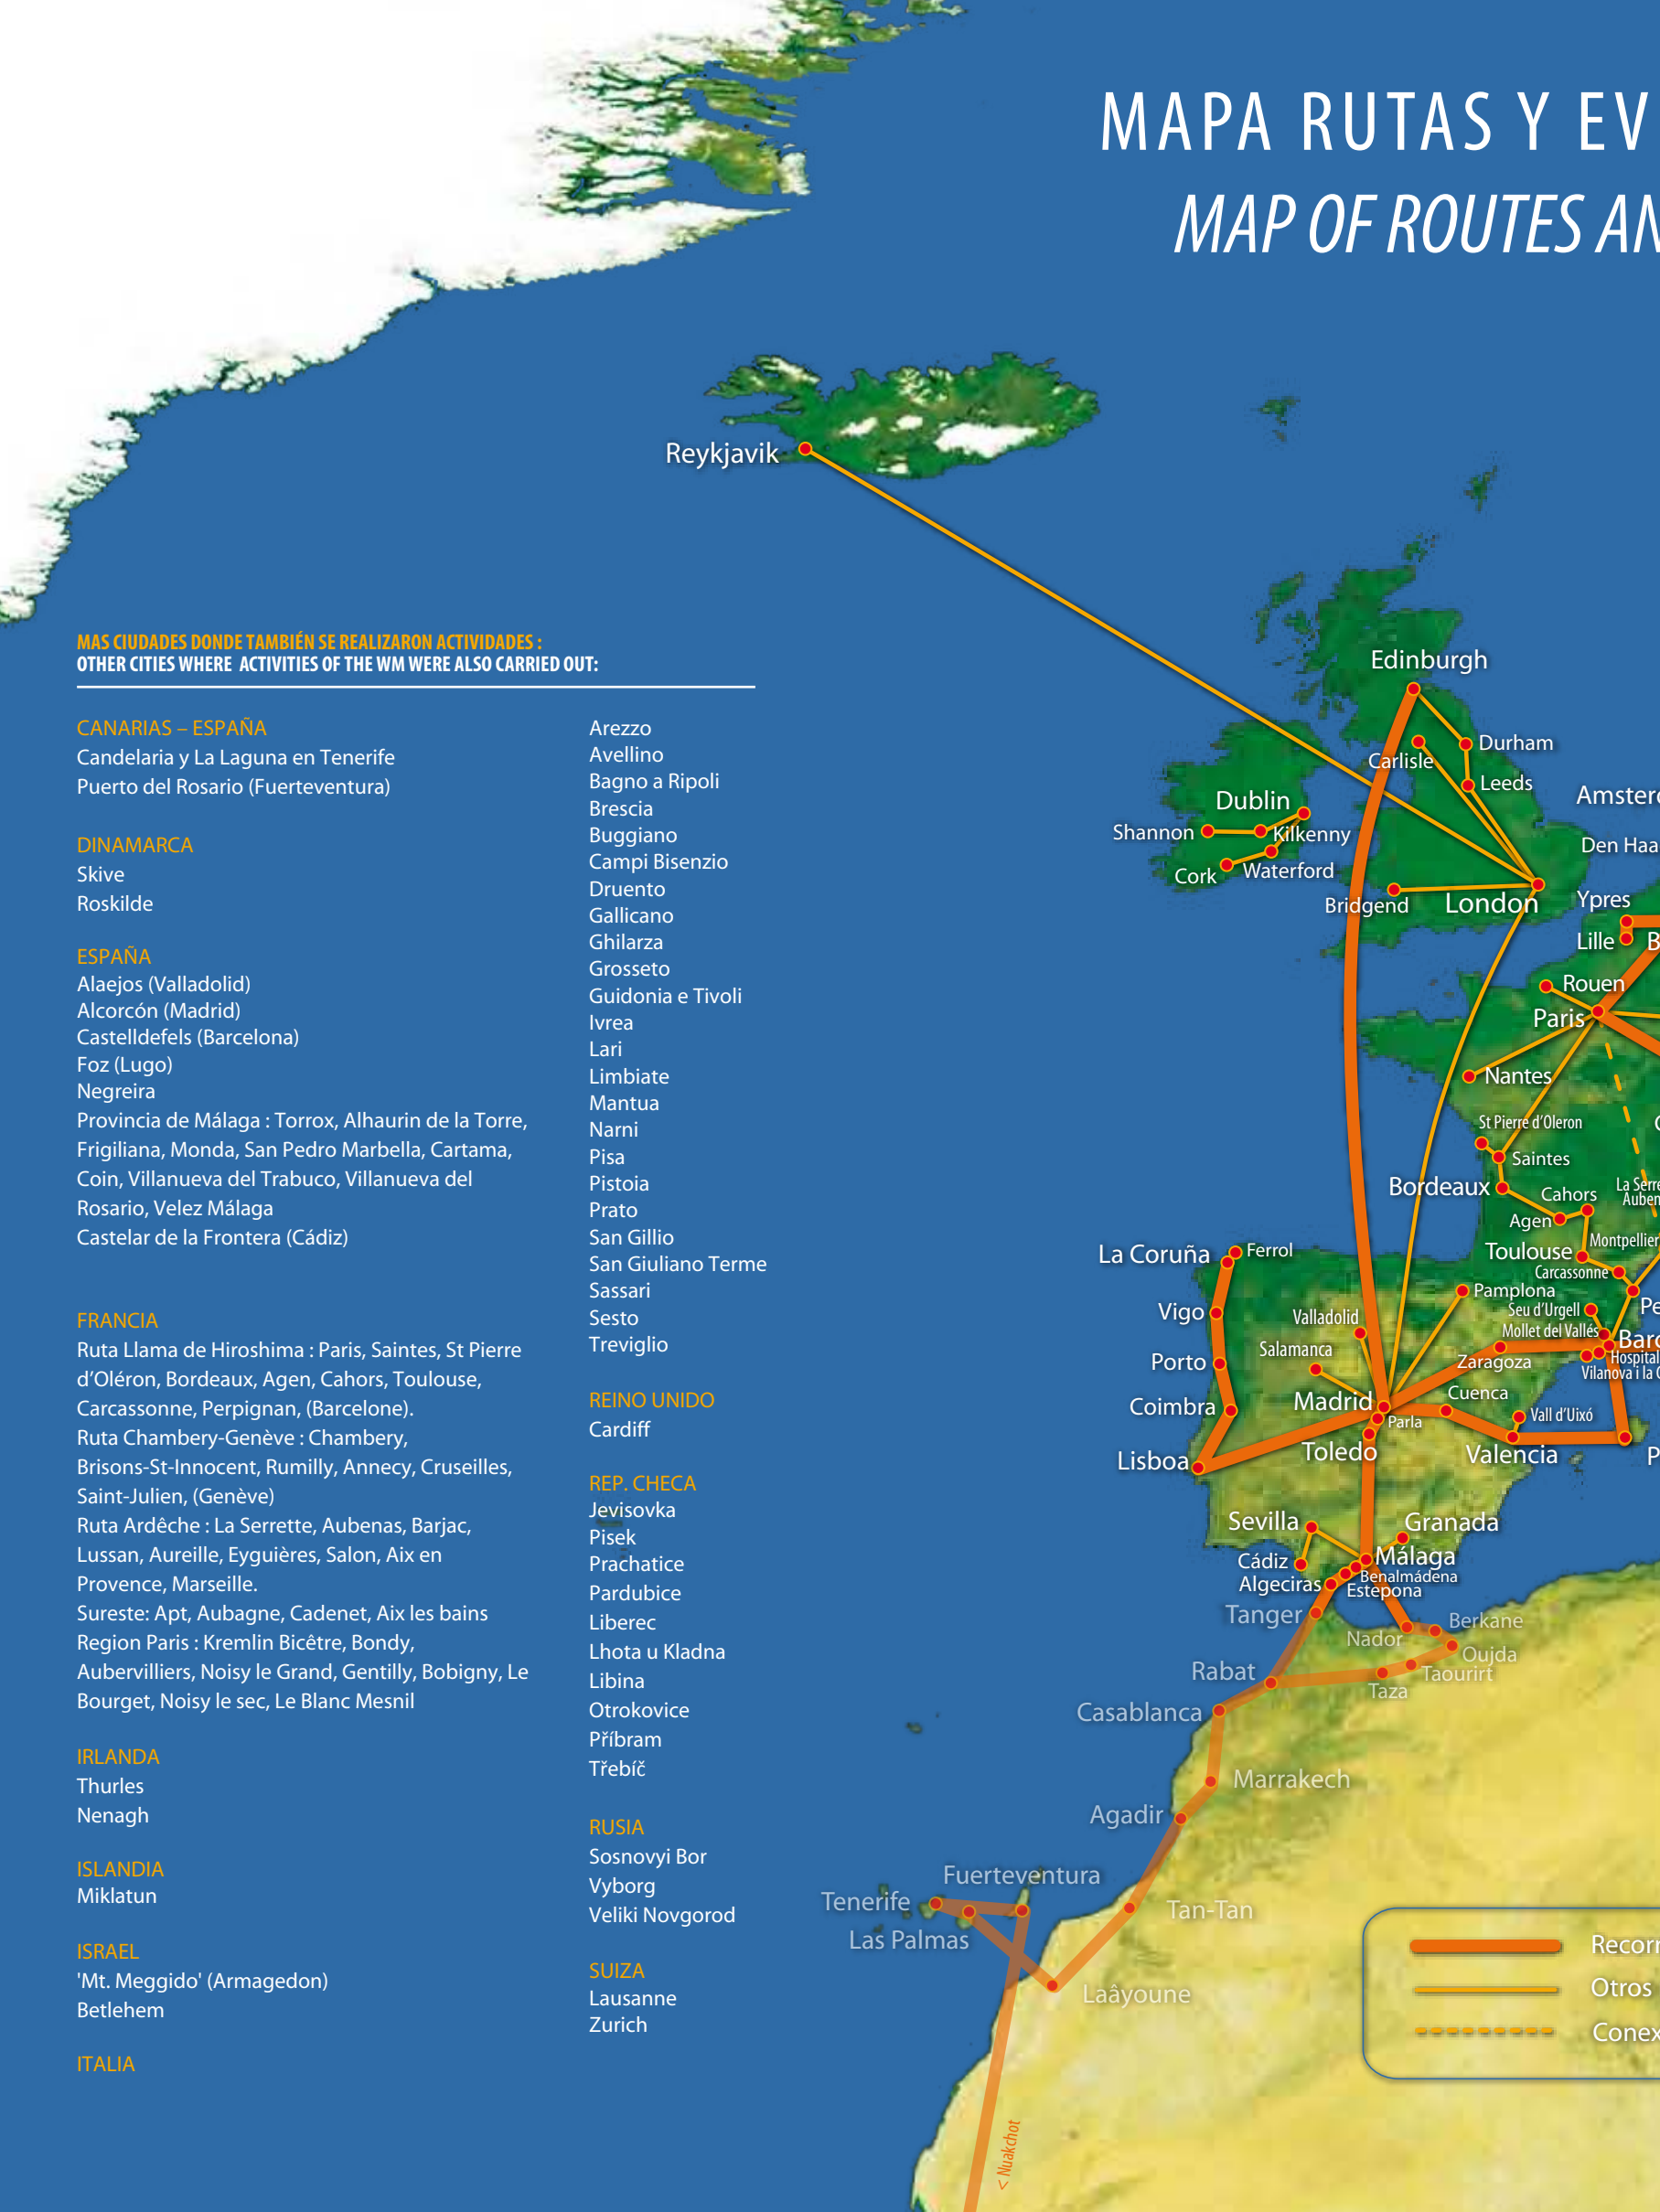 MAPA RUTAS Y EV
MAP OF ROUTES AN
MAS CIUDADES DONDE TAMBIÉN SE REALIZARON ACTIVIDADES :
OTHER CITIES WHERE ACTIVITIES OF THE WM WERE ALSO CARRIED OUT:
CANARIAS – ESPAÑA
Candelaria y La Laguna en Tenerife
Puerto del Rosario (Fuerteventura)
DINAMARCA
Skive
Roskilde
ESPAÑA
Alaejos (Valladolid)
Alcorcón (Madrid)
Castelldefels (Barcelona)
Foz (Lugo)
Negreira
Provincia de Málaga : Torrox, Alhaurin de la Torre,
Frigiliana, Monda, San Pedro Marbella, Cartama,
Coin, Villanueva del Trabuco, Villanueva del
Rosario, Velez Málaga
Castelar de la Frontera (Cádiz)
FRANCIA
Ruta Llama de Hiroshima : Paris, Saintes, St Pierre
d'Oléron, Bordeaux, Agen, Cahors, Toulouse,
Carcassonne, Perpignan, (Barcelone).
Ruta Chambery-Genève : Chambery,
Brisons-St-Innocent, Rumilly, Annecy, Cruseilles,
Saint-Julien, (Genève)
Ruta Ardêche : La Serrette, Aubenas, Barjac,
Lussan, Aureille, Eyguières, Salon, Aix en
Provence, Marseille.
Sureste: Apt, Aubagne, Cadenet, Aix les bains
Region Paris : Kremlin Bicêtre, Bondy,
Aubervilliers, Noisy le Grand, Gentilly, Bobigny, Le
Bourget, Noisy le sec, Le Blanc Mesnil
IRLANDA
Thurles
Nenagh
ISLANDIA
Miklatun
ISRAEL
'Mt. Meggido' (Armagedon)
Betlehem
ITALIA
Arezzo
Avellino
Bagno a Ripoli
Brescia
Buggiano
Campi Bisenzio
Druento
Gallicano
Ghilarza
Grosseto
Guidonia e Tivoli
Ivrea
Lari
Limbiate
Mantua
Narni
Pisa
Pistoia
Prato
San Gillio
San Giuliano Terme
Sassari
Sesto
Treviglio
REINO UNIDO
Cardiff
REP. CHECA
Jevisovka
Pisek
Prachatice
Pardubice
Liberec
Lhota u Kladna
Libina
Otrokovice
Příbram
Třebíč
RUSIA
Sosnovyi Bor
Vyborg
Veliki Novgorod
SUIZA
Lausanne
Zurich
Reykjavik
Edinburgh
Durham
Carlisle
Leeds
Amster
Dublin
Shannon
Kilkenny
Den Haa
Waterford
Cork
Bridgend
London
Ypres
Lille
B
Rouen
Paris
Nantes
St Pierre d'Oleron
Saintes
Bordeaux
Cahors
La Serre
Auben
Agen
Montpellier
Toulouse
Carcassonne
La Coruña
Ferrol
Pamplona
Seu d'Urgell
Pe
Vigo
Valladolid
Mollet del Vallés
Barc
Salamanca
Hospital
Porto
Zaragoza
Vilanova i la G
Cuenca
Madrid
Coimbra
Parla
Vall d'Uixó
Toledo
Valencia
P
Lisboa
Sevilla
Granada
Málaga
Cádiz
Benalmádena
Algeciras
Estepona
Tanger
Berkane
Nador
Oujda
Rabat
Taourirt
Taza
Casablanca
Marrakech
Agadir
Fuerteventura
Tenerife
Tan-Tan
Las Palmas
Laâyoune
Recorr
Otros
Conex
< Nuakchot